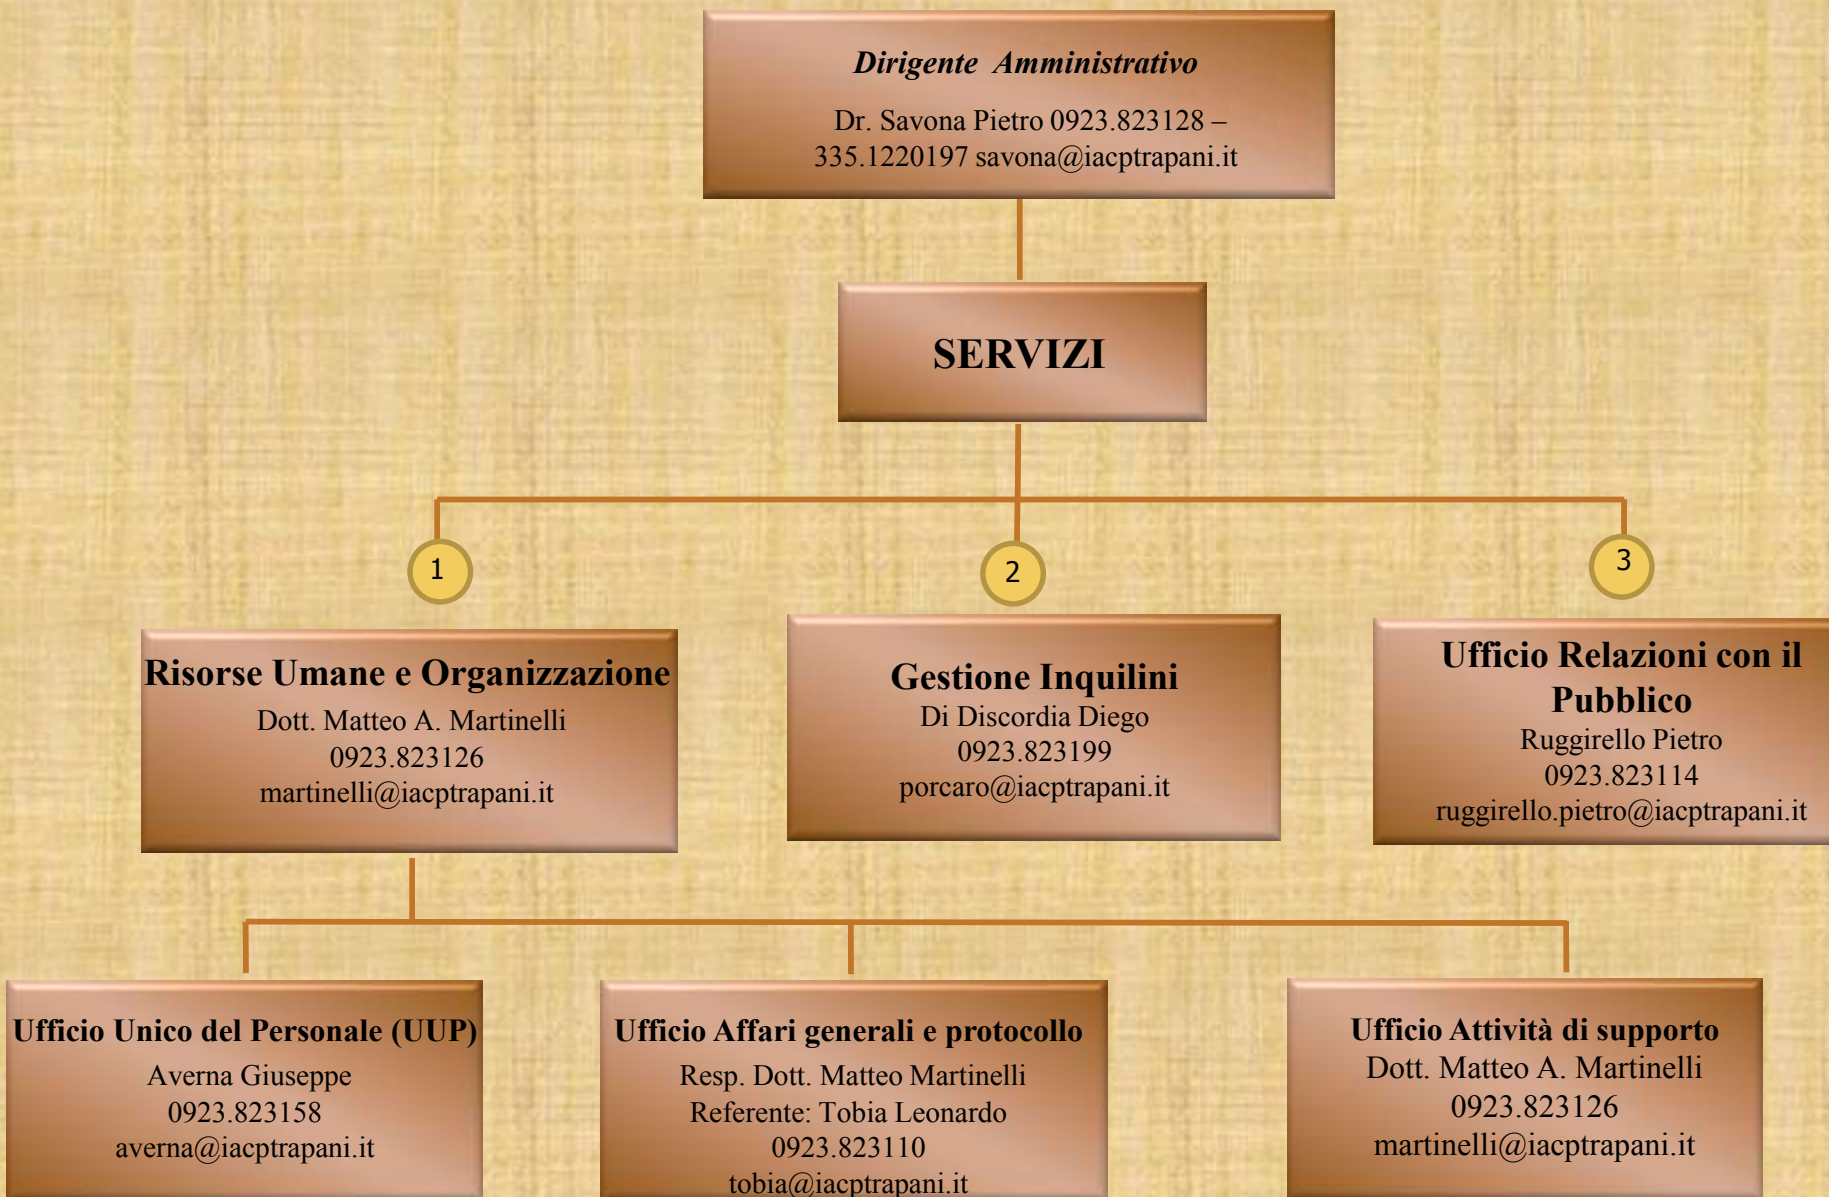 Dirigente Amministrativo
Dr. Savona Pietro 0923.823128 –
335.1220197 savona@iacptrapani.it
SERVIZI
1
2
3
Risorse Umane e Organizzazione
Dott. Matteo A. Martinelli
0923.823126
martinelli@iacptrapani.it
Gestione Inquilini
Di Discordia Diego
0923.823199
porcaro@iacptrapani.it
Ufficio Relazioni con il
Pubblico
Ruggirello Pietro
0923.823114
ruggirello.pietro@iacptrapani.it
Ufficio Unico del Personale (UUP)
Averna Giuseppe
0923.823158
averna@iacptrapani.it
Ufficio Affari generali e protocollo
Resp. Dott. Matteo Martinelli
Referente: Tobia Leonardo
0923.823110
tobia@iacptrapani.it
Ufficio Attività di supporto
Dott. Matteo A. Martinelli
0923.823126
martinelli@iacptrapani.it